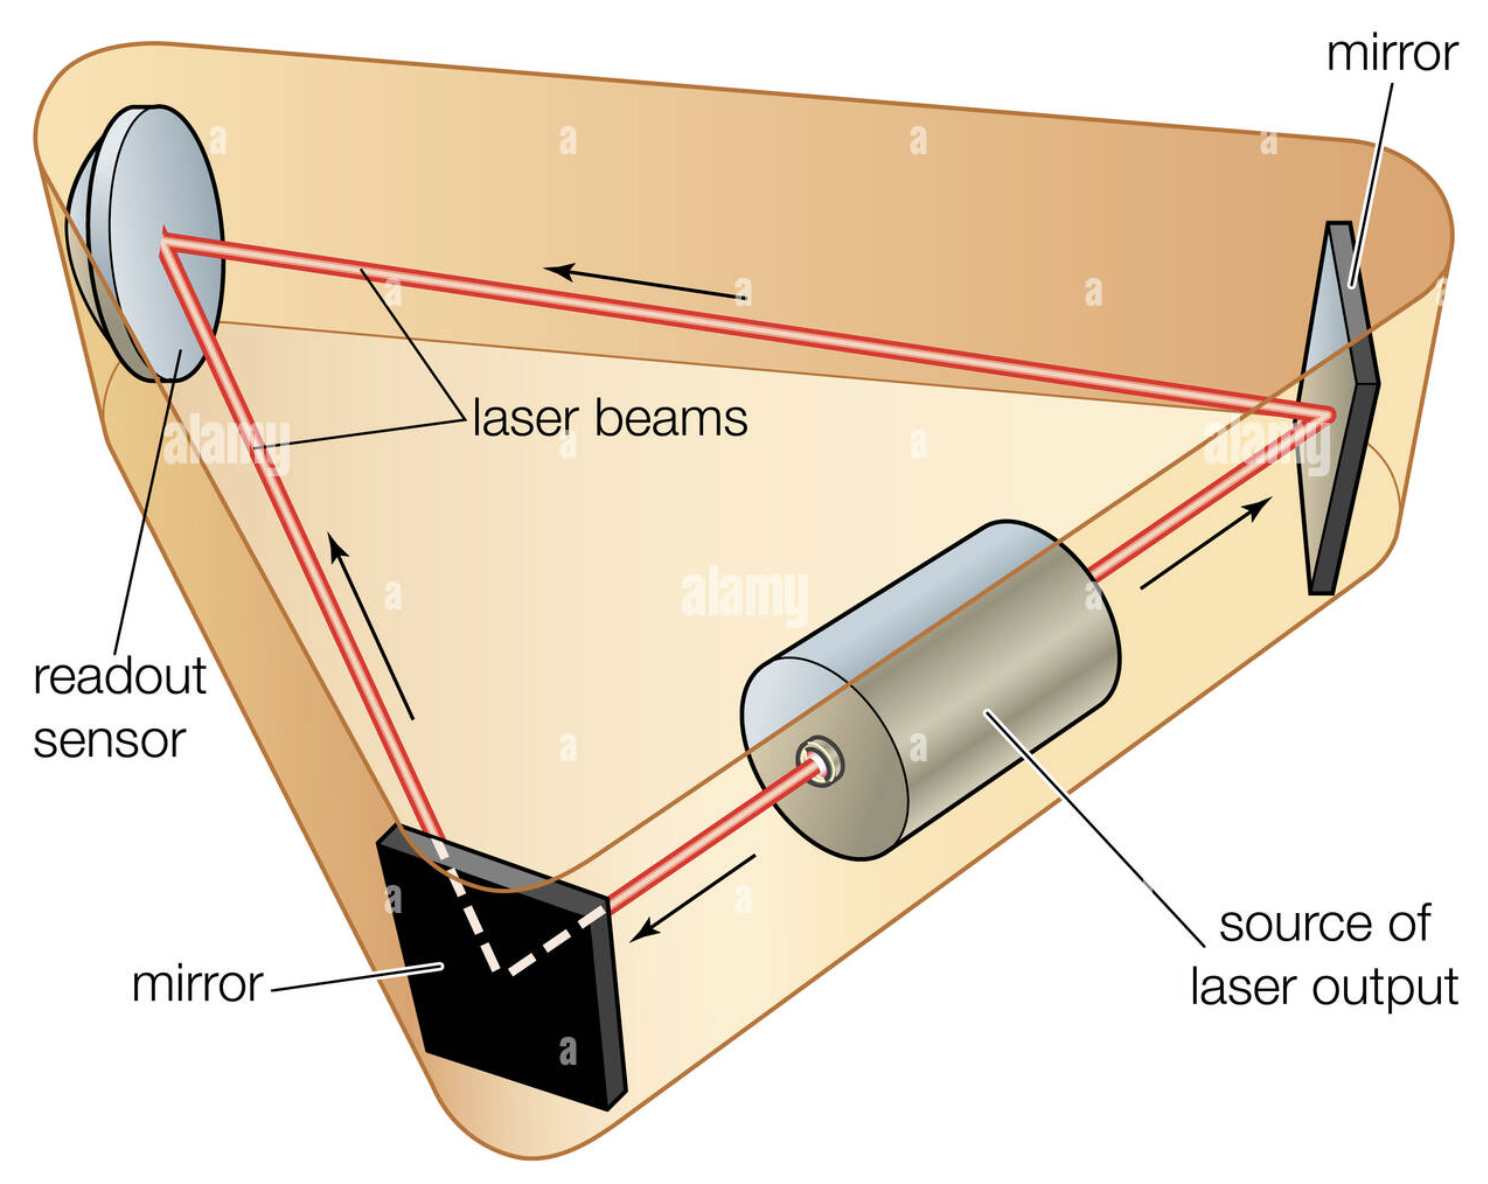 mirror
laser beams
readout
sensor
mirror
source of
laser output
a a a a
a a a
alamy a a alamy
a alamy a
a a
a a
a